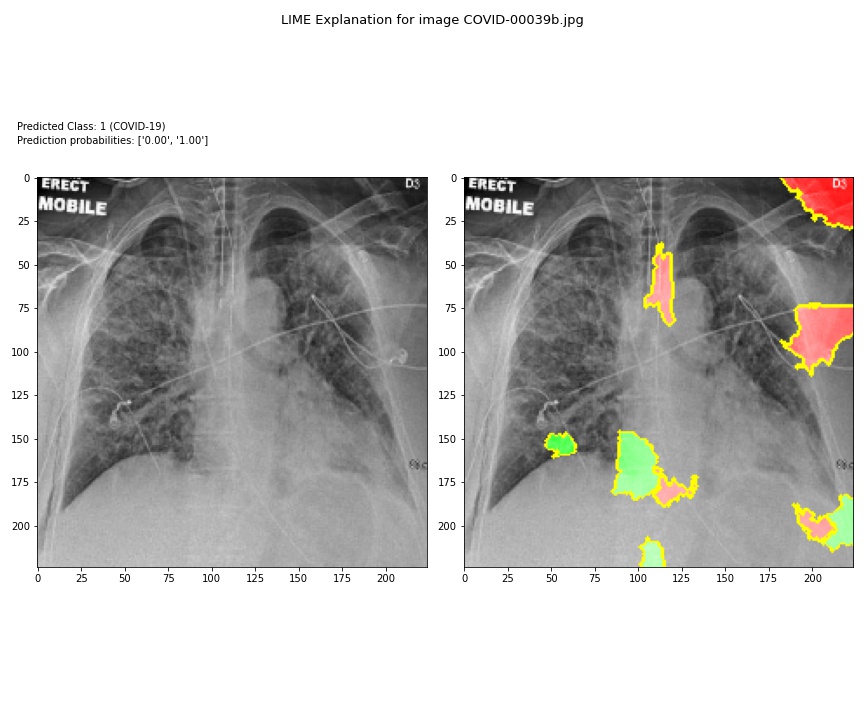 LIME Explanation for image COVID-00039b.jpg
Predicted Class: 1 (COVID-19)
Prediction probabilities: ['0.00', '1.00']
ERECT
MOBILE
D3
0
25
50
75
100
125
150
175
200
0 25 50 75 100 125 150 175 200
ERECT
MOBILE
D3
0
25
50
75
100
125
150
175
200
0 25 50 75 100 125 150 175 200